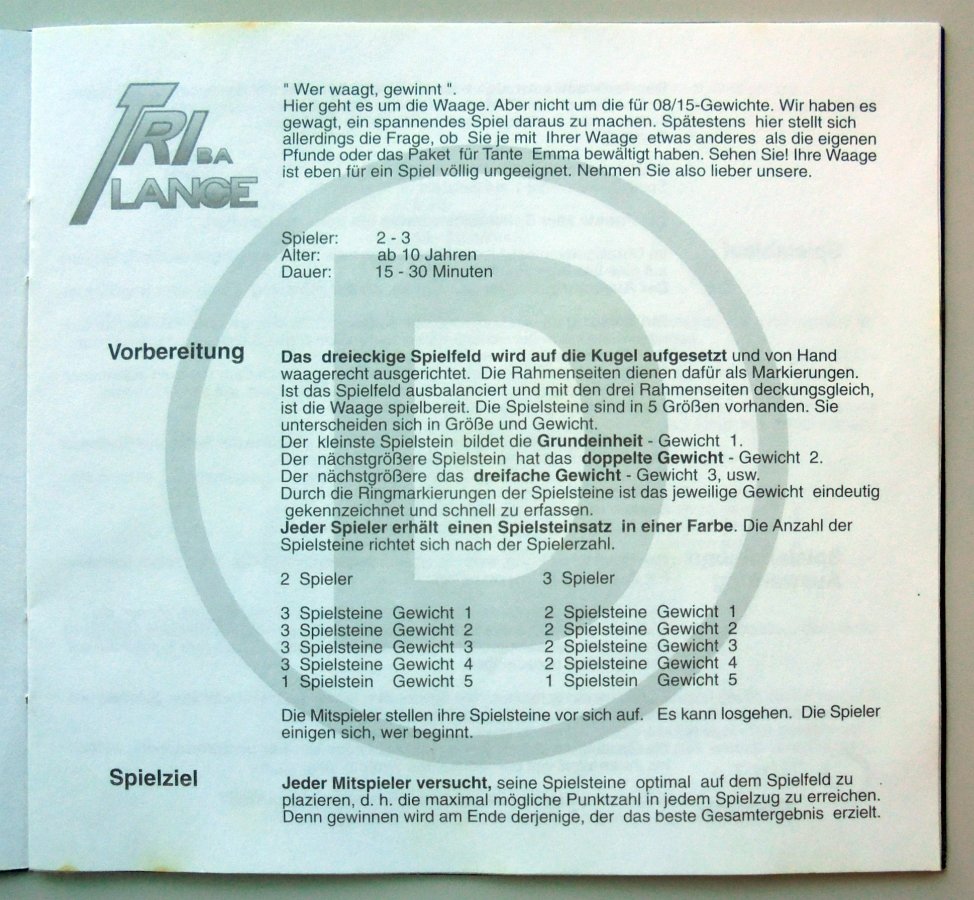 TRIBA
LANCE
" Wer waagt, gewinnt ".
Hier geht es um die Waage. Aber nicht um die für 08/15-Gewichte. Wir haben es
gewagt, ein spannendes Spiel daraus zu machen. Spätestens hier stellt sich
allerdings die Frage, ob Sie je mit Ihrer Waage etwas anderes als die eigenen
Pfunde oder das Paket für Tante Emma bewältigt haben. Sehen Sie! Ihre Waage
ist eben für ein Spiel völlig ungeeignet. Nehmen Sie also lieber unsere.
Spieler: 2 - 3
Alter: ab 10 Jahren
Dauer: 15 - 30 Minuten
Vorbereitung
Das dreieckige Spielfeld wird auf die Kugel aufgesetzt und von Hand
waagerecht ausgerichtet. Die Rahmenseiten dienen dafür als Markierungen.
Ist das Spielfeld ausbalanciert und mit den drei Rahmenseiten deckungsgleich,
ist die Waage spielbereit. Die Spielsteine sind in 5 Größen vorhanden. Sie
unterscheiden sich in Größe und Gewicht.
Der kleinste Spielstein bildet die Grundeinheit - Gewicht 1.
Der nächstgrößere Spielstein hat das doppelte Gewicht - Gewicht 2.
Der nächstgrößere das dreifache Gewicht - Gewicht 3, usw.
Durch die Ringmarkierungen der Spielsteine ist das jeweilige Gewicht eindeutig
gekennzeichnet und schnell zu erfassen.
Jeder Spieler erhält einen Spielsteinsatz in einer Farbe. Die Anzahl der
Spielsteine richtet sich nach der Spielerzahl.
2 Spieler 3 Spieler
3 Spielsteine Gewicht 1 2 Spielsteine Gewicht 1
3 Spielsteine Gewicht 2 2 Spielsteine Gewicht 2
3 Spielsteine Gewicht 3 2 Spielsteine Gewicht 3
3 Spielsteine Gewicht 4 2 Spielsteine Gewicht 4
1 Spielstein Gewicht 5 1 Spielstein Gewicht 5
Die Mitspieler stellen ihre Spielsteine vor sich auf. Es kann losgehen. Die Spieler
einigen sich, wer beginnt.
Spielziel
Jeder Mitspieler versucht, seine Spielsteine optimal auf dem Spielfeld zu
plazieren, d. h. die maximal mögliche Punktzahl in jedem Spielzug zu erreichen.
Denn gewinnen wird am Ende derjenige, der das beste Gesamtergebnis erzielt.
D